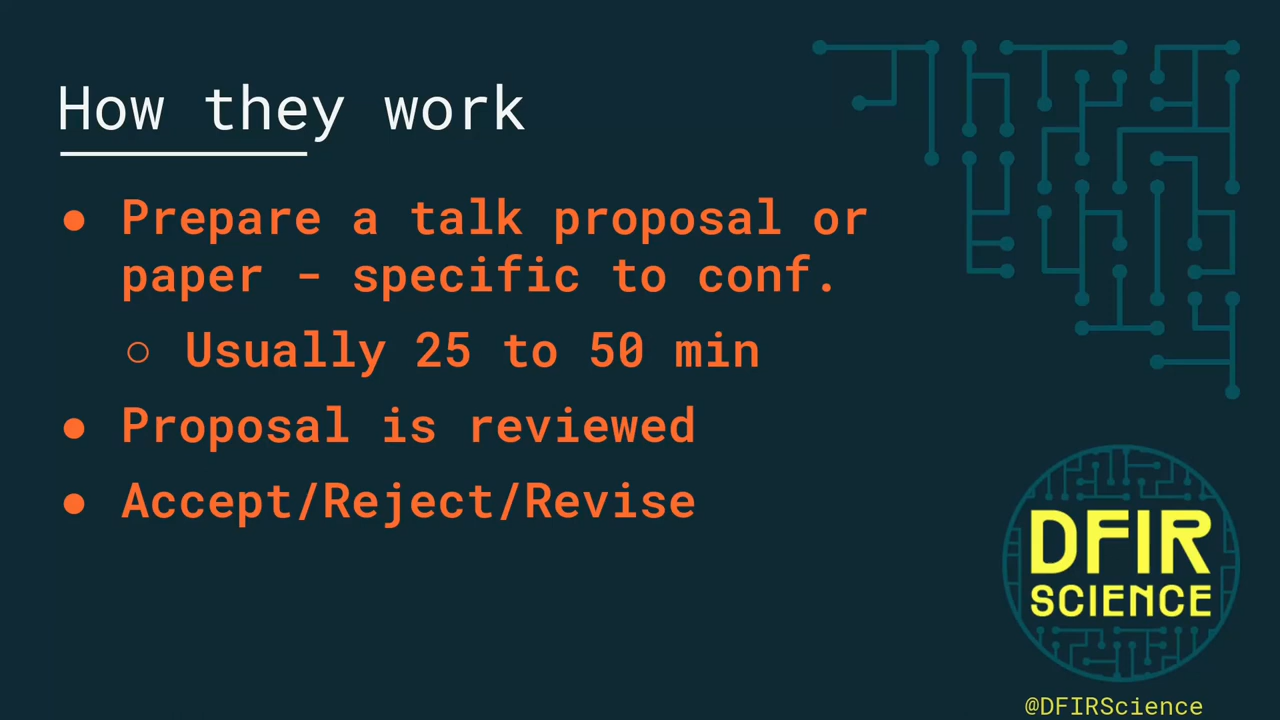 How they work
● Prepare a talk proposal or
paper - specific to conf.
○ Usually 25 to 50 min
● Proposal is reviewed
● Accept/Reject/Revise
DFIR
SCIENCE
@DFIRScience